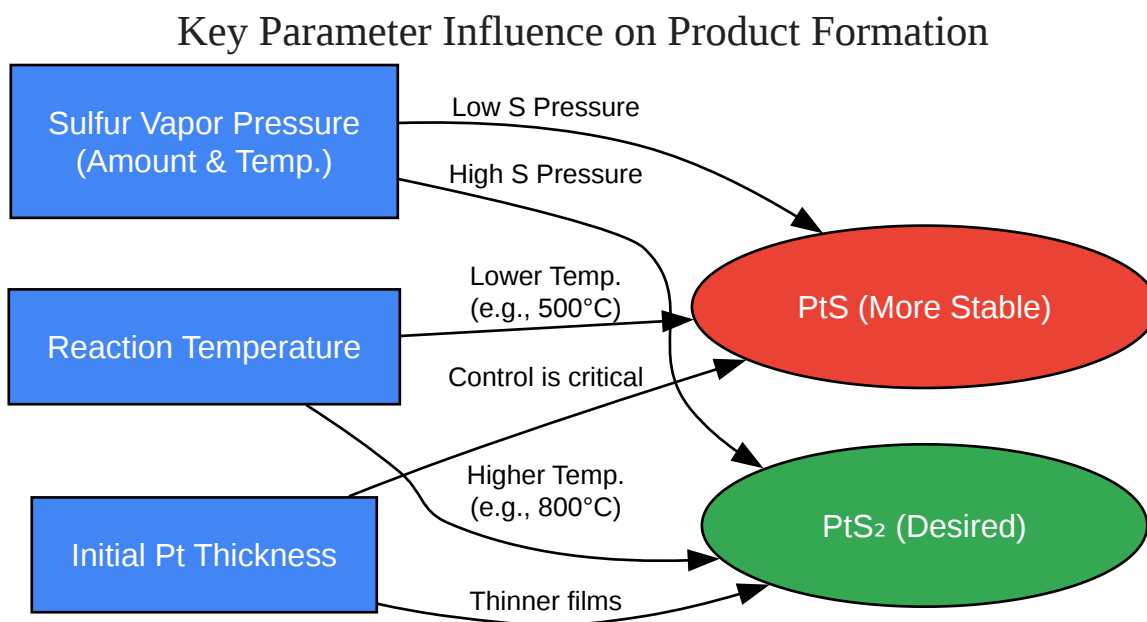 Key Parameter Influence on Product Formation
Sulfur Vapor Pressure
(Amount & Temp.)
Low S Pressure
High S Pressure
Reaction Temperature
Lower Temp.
(e.g., 500°C)
PtS (More Stable)
Control is critical
Higher Temp.
(e.g., 800°C)
Initial Pt Thickness
PtS₂ (Desired)
Thinner films